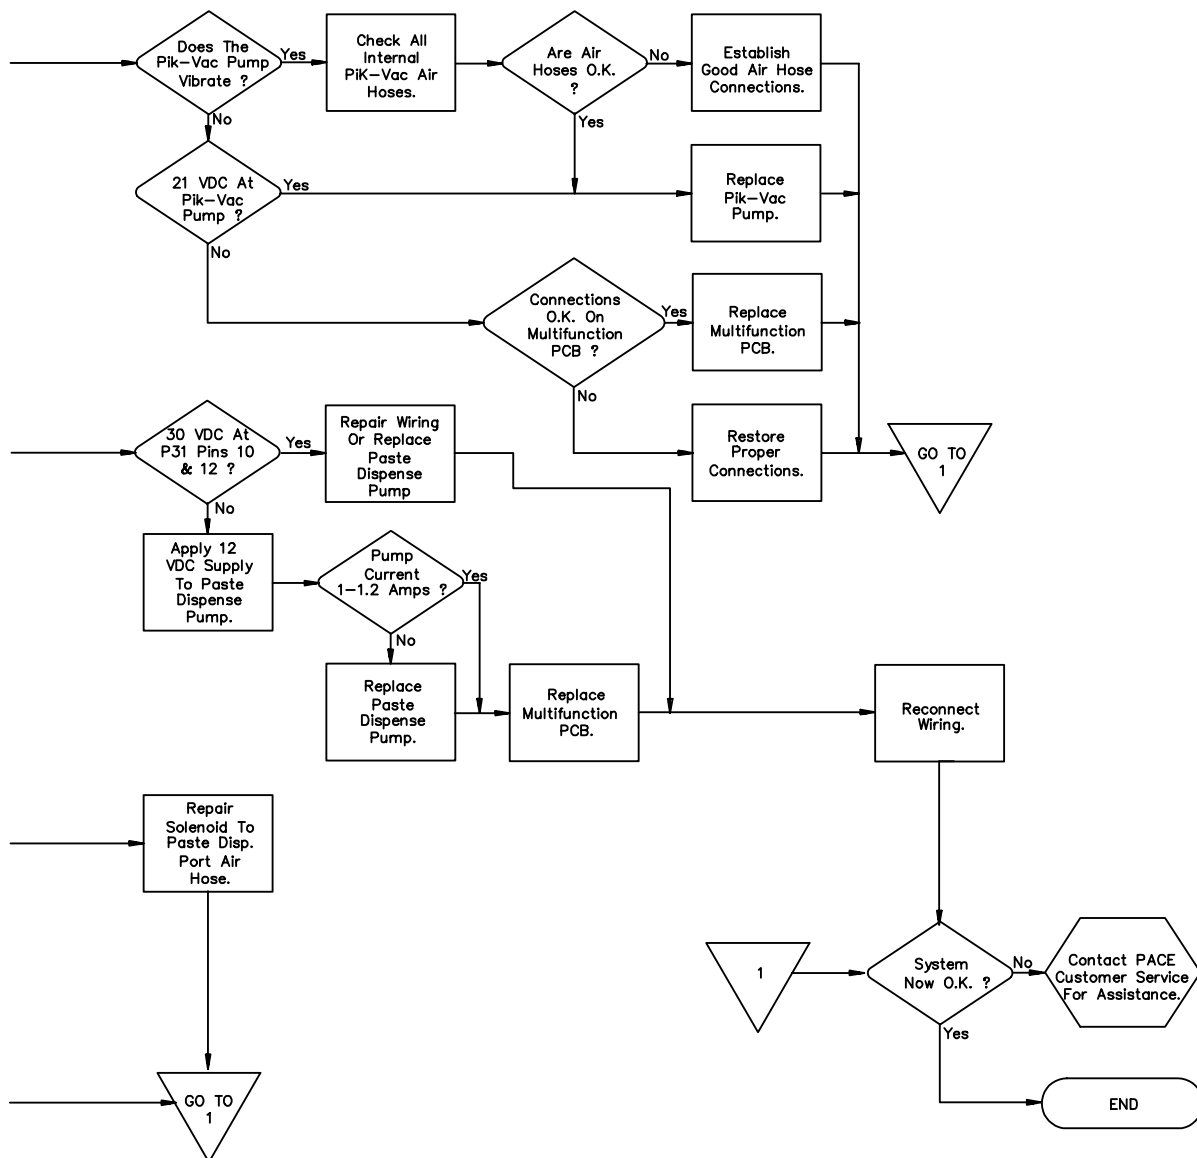 Does The
Pik-Vac Pump
Vibrate ?
Yes
Check All
Internal
PiK-Vac Air
Hoses.
Are Air
Hoses O.K.
?
No
Establish
Good Air Hose
Connections.
No
Yes
21 VDC At
Pik-Vac
Pump ?
Yes
Replace
Pik-Vac
Pump.
No
Connections
O.K. On
Multifunction
PCB ?
Yes
Replace
Multifunction
PCB.
No
30 VDC At
P31 Pins 10
& 12 ?
Yes
Repair Wiring
Or Replace
Paste
Dispense
Pump
Restore
Proper
Connections.
GO TO
1
No
Apply 12
VDC Supply
To Paste
Dispense
Pump.
Pump
Current
1-1.2 Amps ?
Yes
No
Replace
Paste
Dispense
Pump.
Replace
Multifunction
PCB.
Reconnect
Wiring.
Repair
Solenoid To
Paste Disp.
Port Air
Hose.
1
System
Now O.K. ?
No
Contact PACE
Customer Service
For Assistance.
Yes
GO TO
1
END